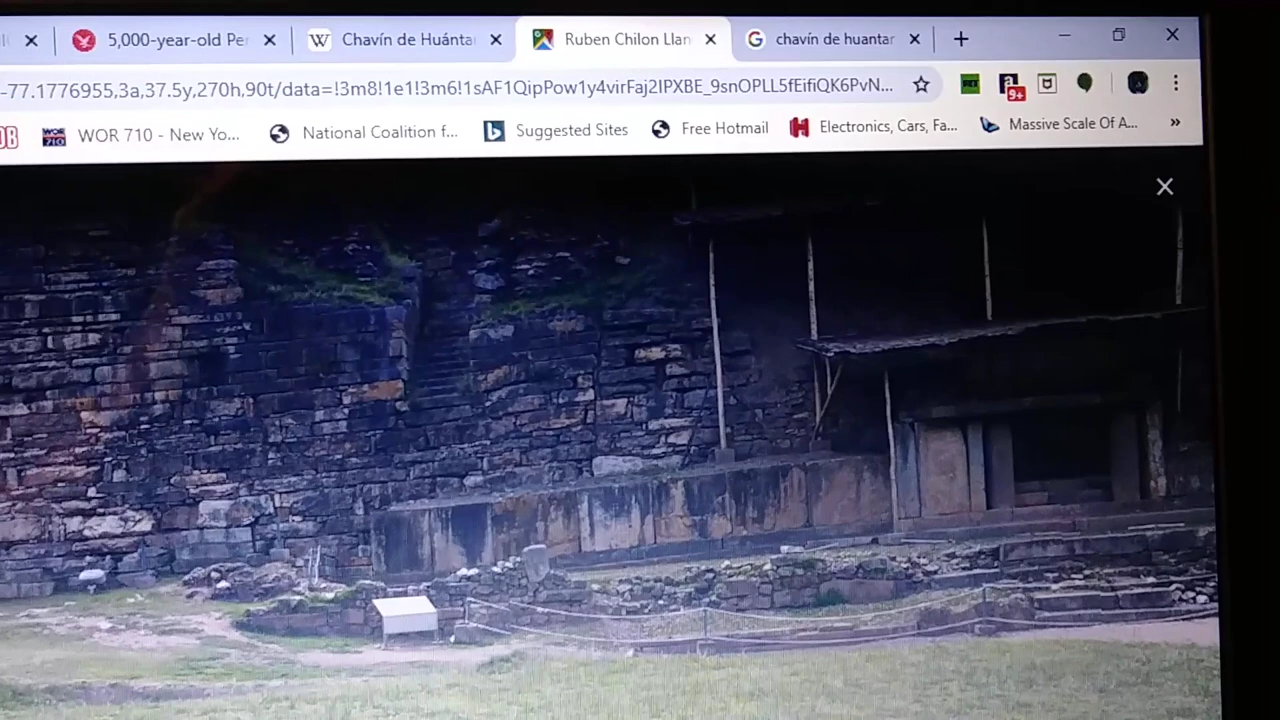 5,000-year-old Per
Chavín de Huánta
Ruben Chilon Llan
chavín de huantar
-77.1776955,3a,37.5y,270h,90t/data=!3m8!1e1!3m6!1sAF1QipPow1y4virFaj2IPXBE_9snOPLL5fEifiQK6PvN...
9+
WOR 710 - New Yo...
National Coalition f...
Suggested Sites
Free Hotmail
Electronics, Cars, Fa...
Massive Scale Of A...